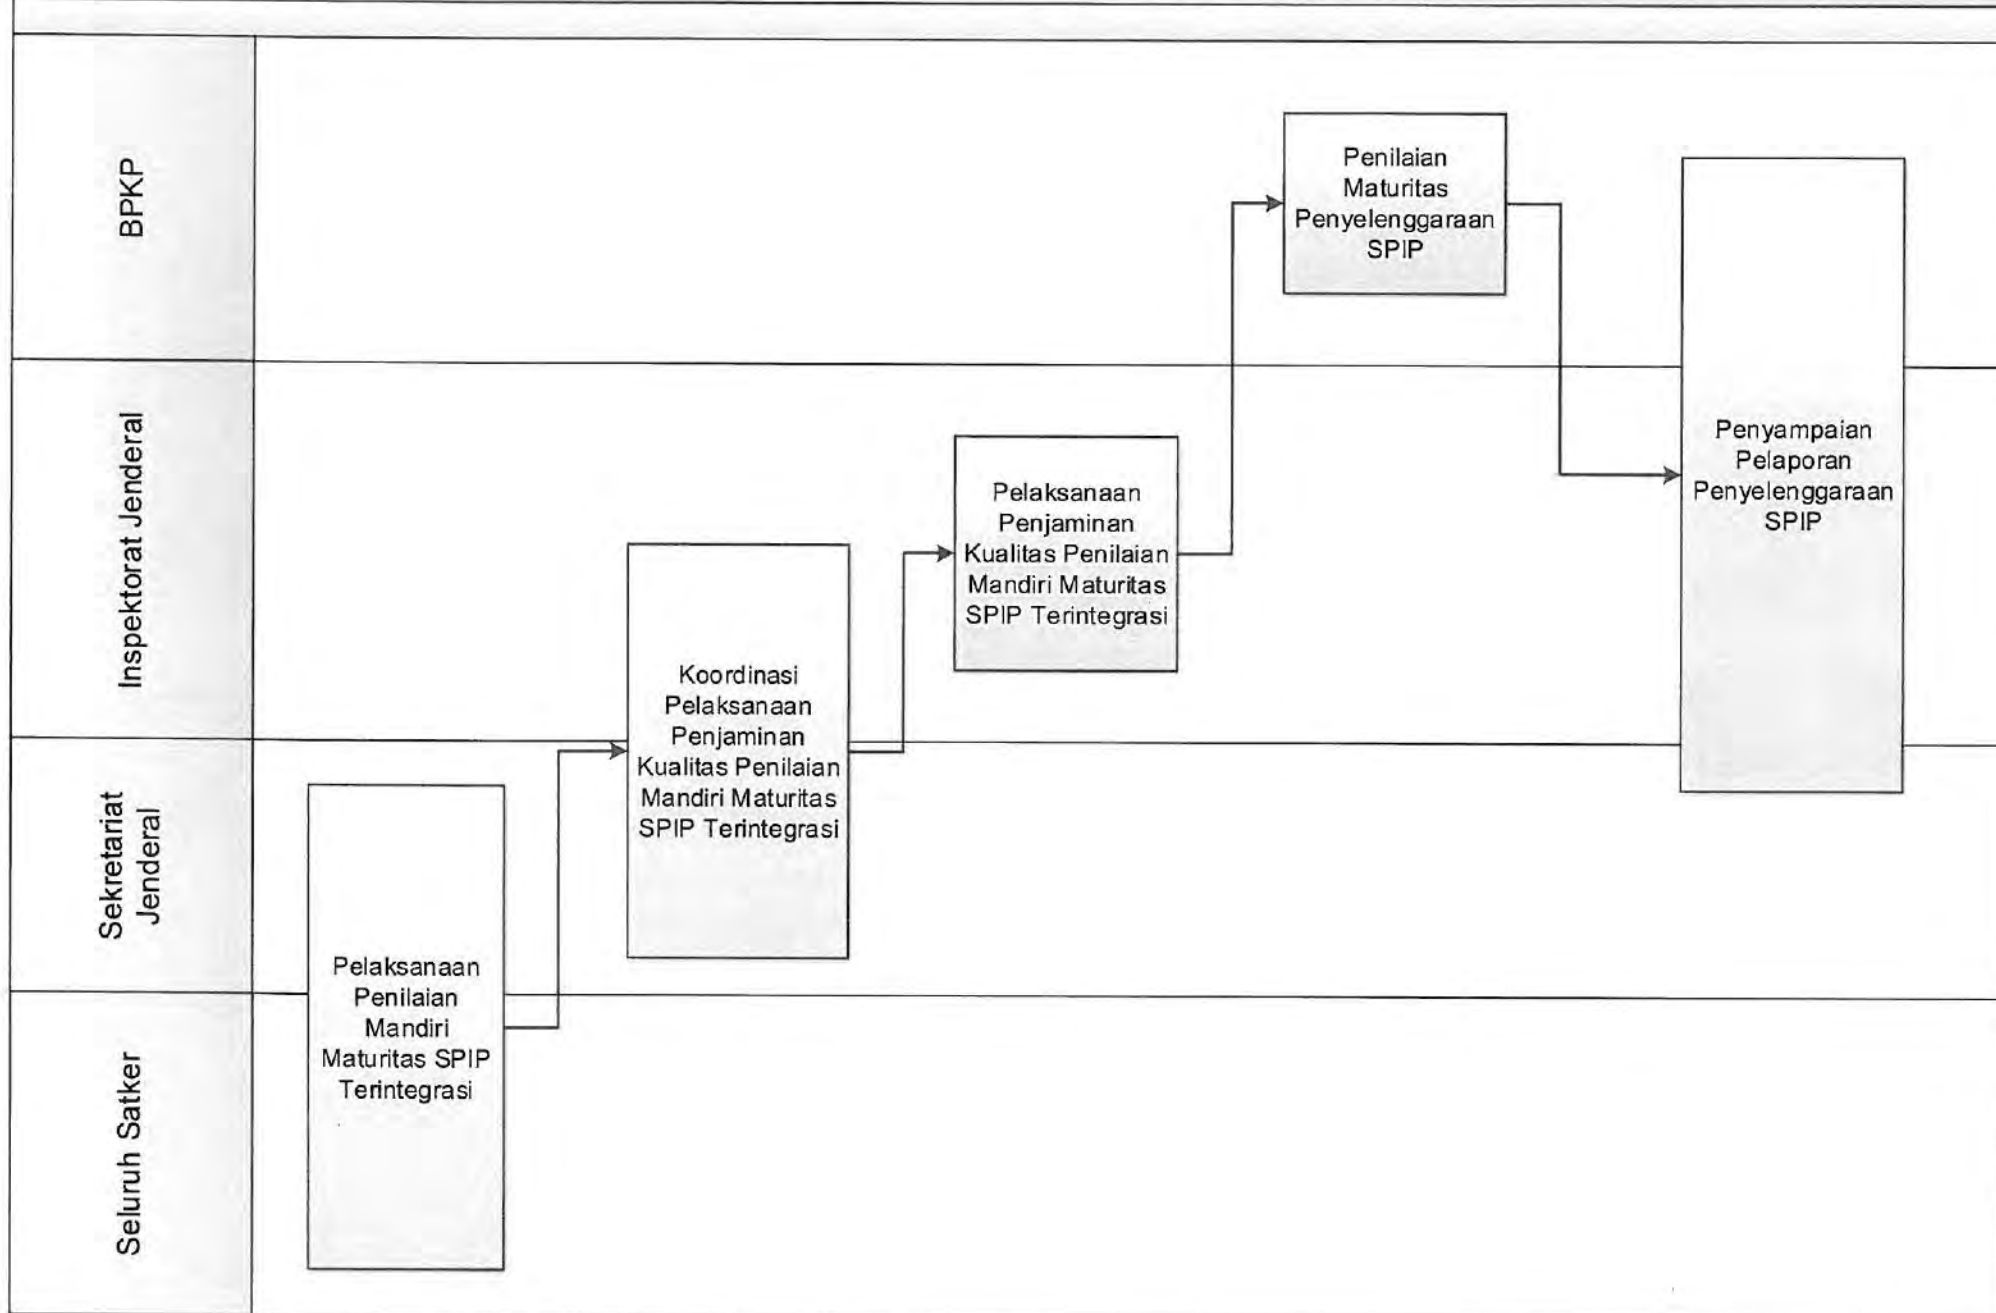 BPKP
Penilaian
Maturitas
Penyelenggaraan
SPIP
Inspektorat Jenderal
Penyampaian
Pelaporan
Penyelenggaraan
SPIP
Pelaksanaan
Penjaminan
Kualitas Penilaian
Mandiri Maturitas
SPIP Terintegrasi
Koordinasi
Pelaksanaan
Penjaminan
Kualitas Penilaian
Mandiri Maturitas
SPIP Terintegrasi
Sekretariat
Jenderal
Pelaksanaan
Penilaian
Mandiri
Maturitas SPIP
Terintegrasi
Seluruh Satker